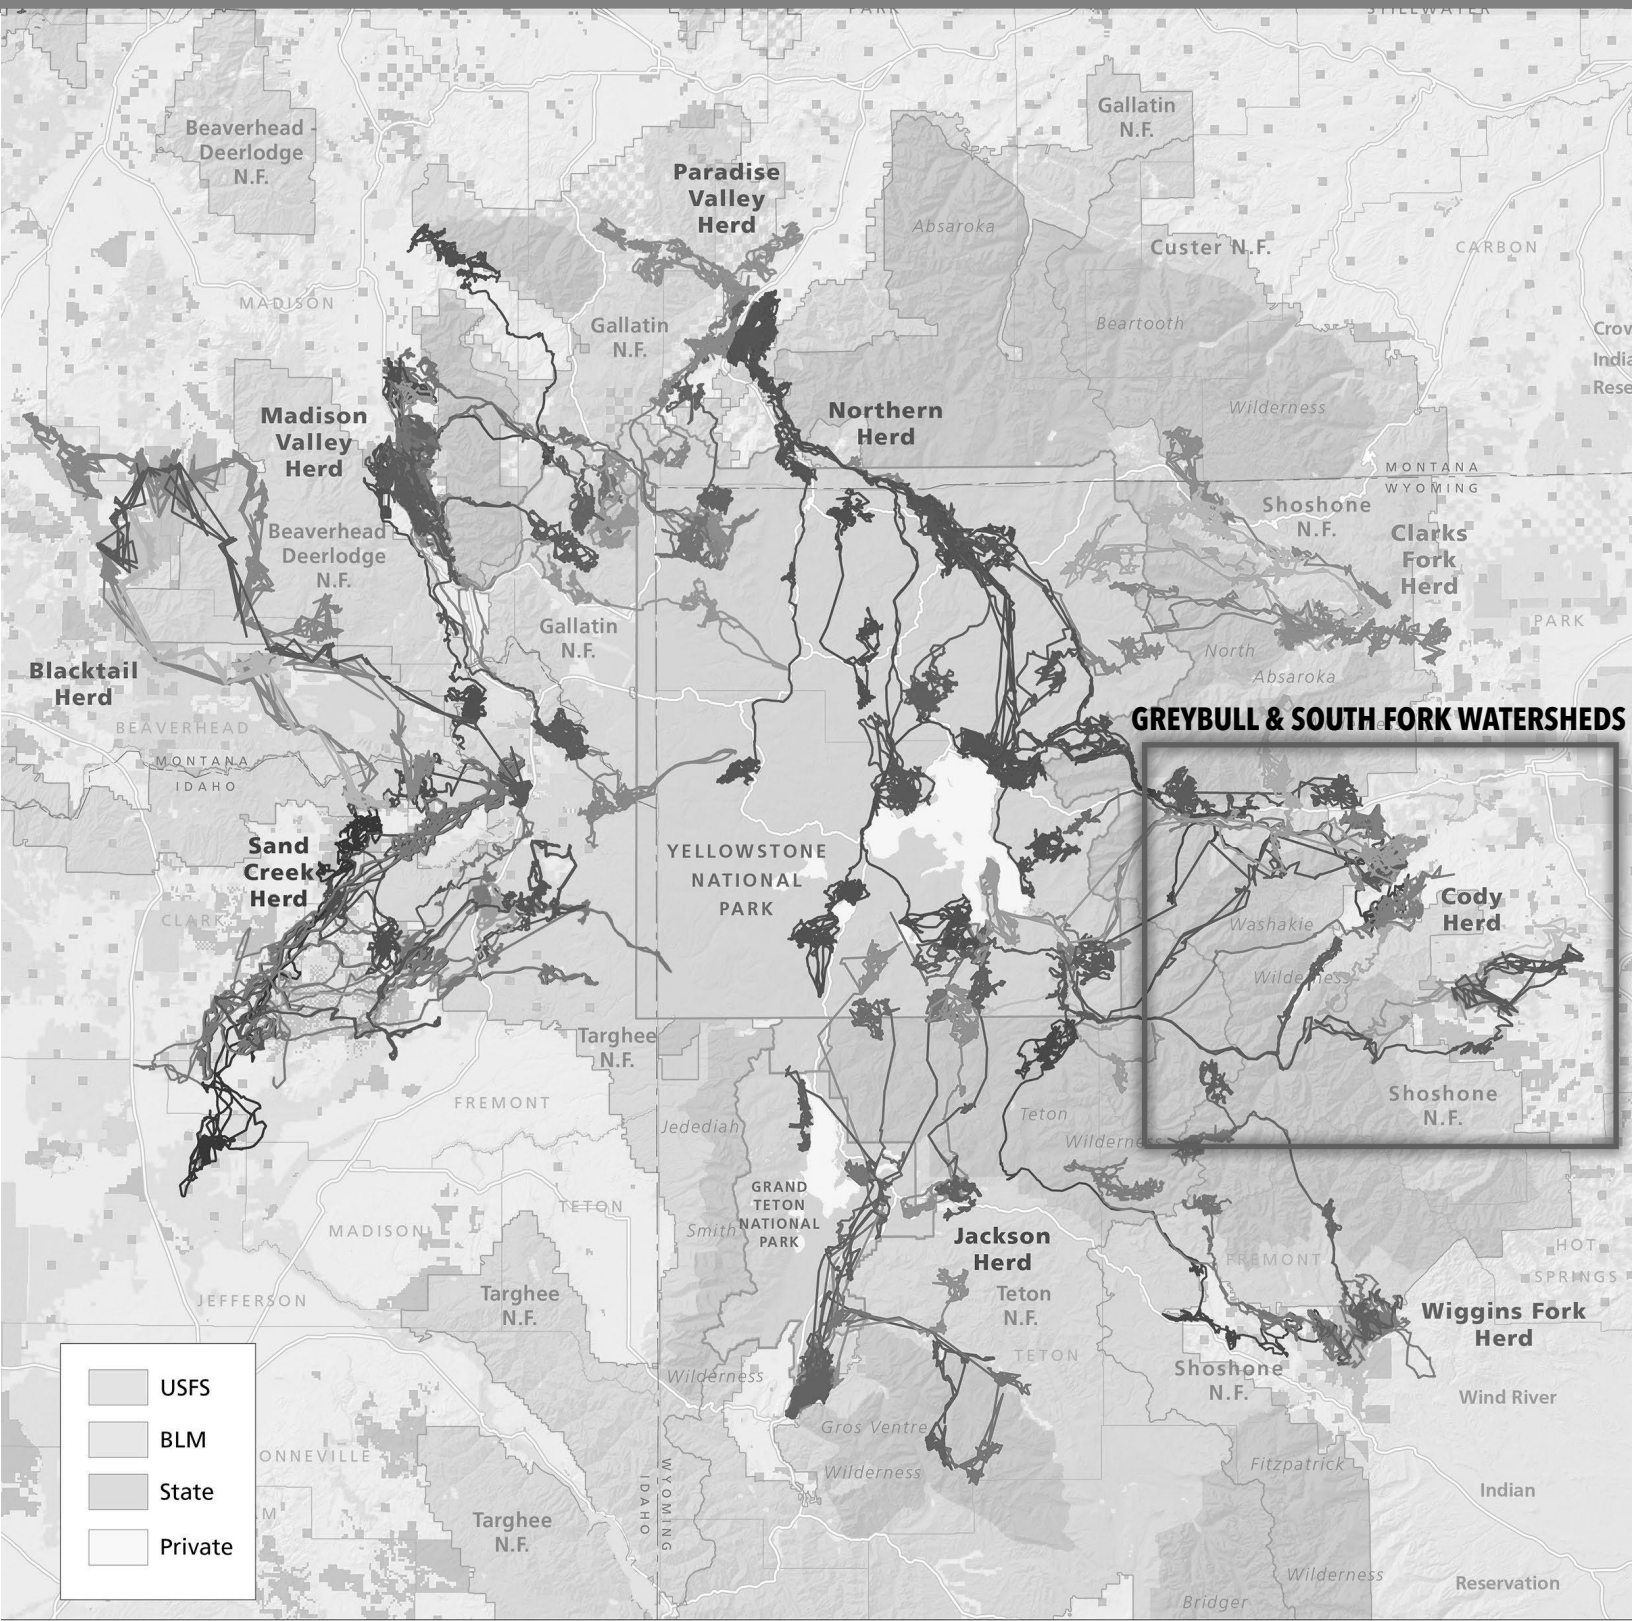 PARK
STILLWATER
Gallatin
N.F.
Beaverhead -
Deerlodge
N.F.
Paradise
Valley
Herd
Absaroka
Custer N.F.
CARBON
MADISON
Gallatin
N.F.
Beartooth
Wilderness
Madison
Valley
Herd
Northern
Herd
MONTANA
WYOMING
Beaverhead
Deerlodge
N.F.
Shoshone
N.F.
Clarks
Fork
Herd
Gallatin
N.F.
PARK
North
Absaroka
Blacktail
Herd
BEAVERHEAD
GREYBULL & SOUTH FORK WATERSHEDS
MONTANA
IDAHO
Sand
Creek
Herd
CLARK
YELLOWSTONE
NATIONAL
PARK
Cody
Herd
Washakie
Wilderness
Targhee
N.F.
Shoshone
N.F.
FREMONT
Teton
Wilderness
Jedediah
Smith
Wilderness
GRAND
TETON
NATIONAL
PARK
TETON
MADISON
Jackson
Herd
FREMONT
HOT
SPRINGS
JEFFERSON
Targhee
N.F.
Teton
N.F.
Wiggins Fork
Herd
TETON
Shoshone
N.F.
Wind River
Gros Ventre
Wilderness
USFS
BLM
State
Private
ONNEVILLE
WYOMING
IDAHO
Fitzpatrick
Wilderness
Indian
Targhee
N.F.
Reservation
Bridger